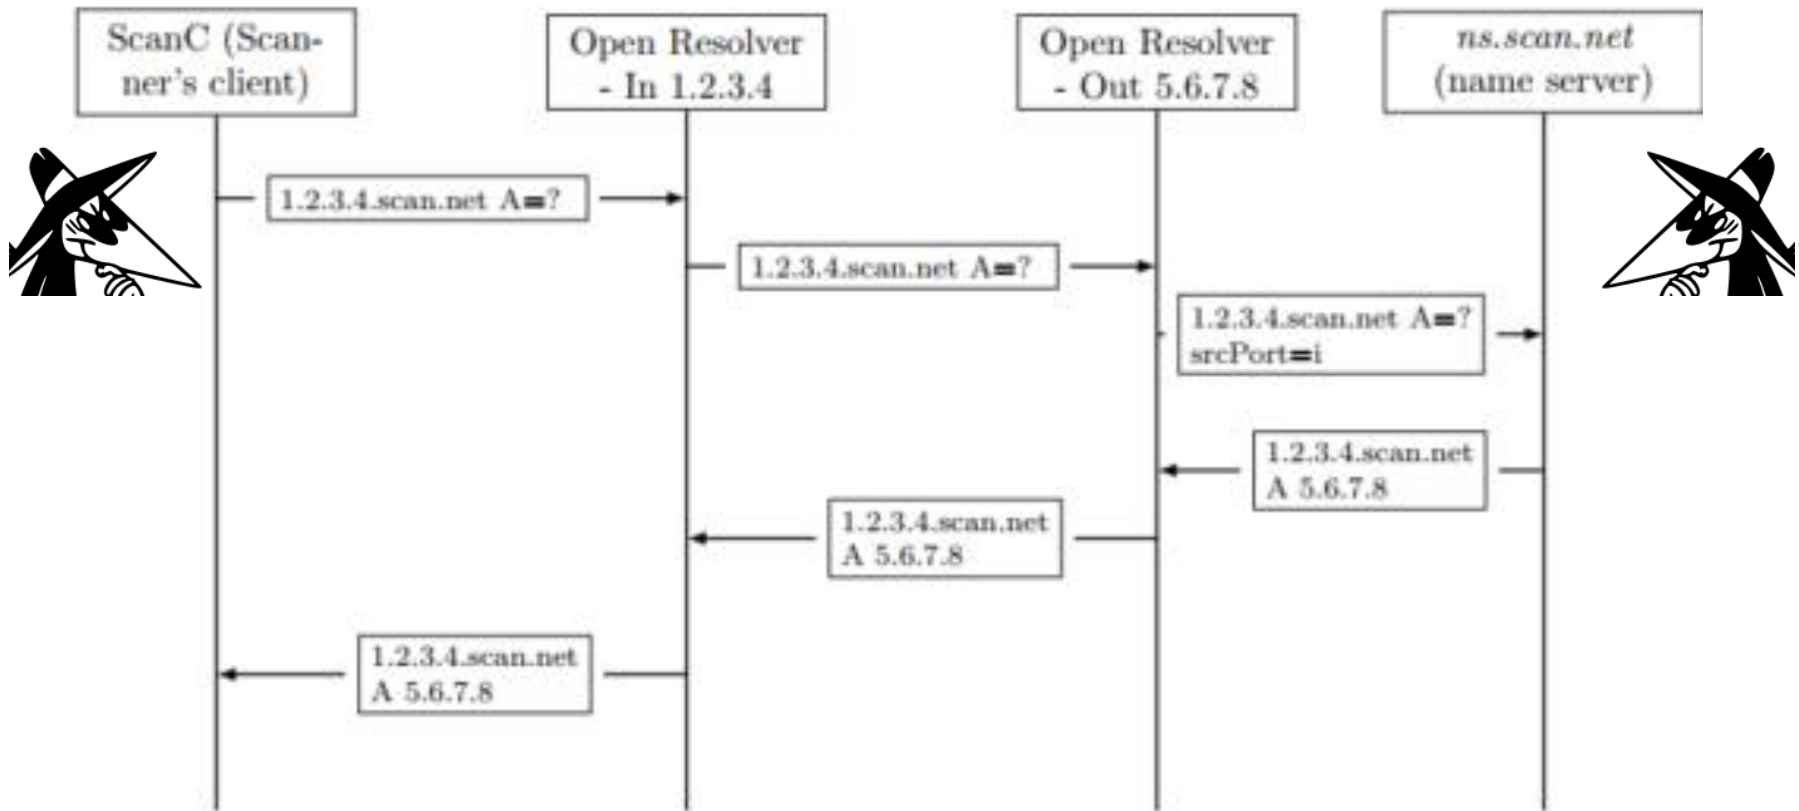 ScanC (Scan-
ner's client)
Open Resolver
- In 1.2.3.4
Open Resolver
- Out 5.6.7.8
ns.scan.net
(name server)
1.2.3.4.scan.net A=?
1.2.3.4.scan.net A=?
1.2.3.4.scan.net A=?
srcPort=i
1.2.3.4.scan.net
A 5.6.7.8
1.2.3.4.scan.net
A 5.6.7.8
1.2.3.4.scan.net
A 5.6.7.8